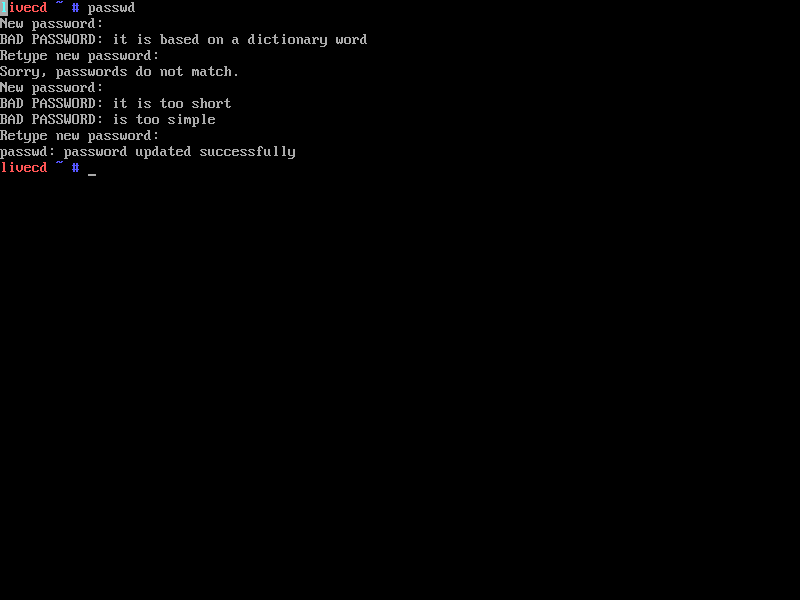 livecd ~ # passwd
New password:
BAD PASSWORD: it is based on a dictionary word
Retype new password:
Sorry, passwords do not match.
New password:
BAD PASSWORD: it is too short
BAD PASSWORD: is too simple
Retype new password:
passwd: password updated successfully
livecd ~ # _